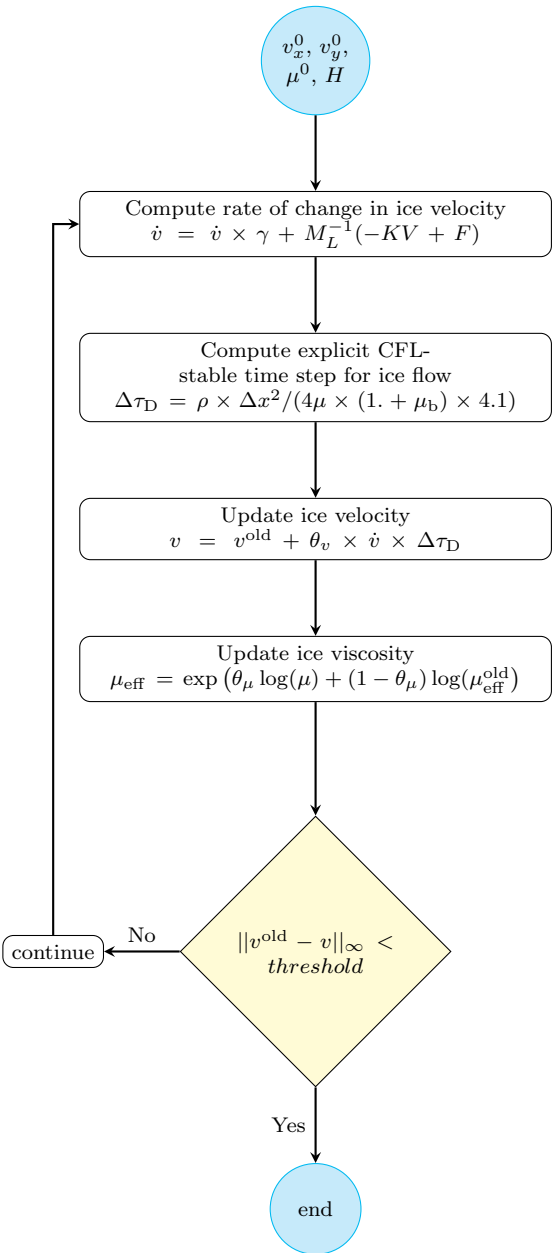 v_x^0, v_y^0,
μ^0, H
Compute rate of change in ice velocity
v̇ = v̇ × γ + M_L^{-1}(−KV + F)
Compute explicit CFL-
stable time step for ice flow
Δτ_D = ρ × Δx^2/(4μ × (1. + μ_b) × 4.1)
Update ice velocity
v = v^old + θ_v × v̇ × Δτ_D
Update ice viscosity
μ_eff = exp (θ_μ log(μ) + (1 − θ_μ) log(μ_eff^old))
||v^old − v||_∞ <
threshold
No
continue
Yes
end